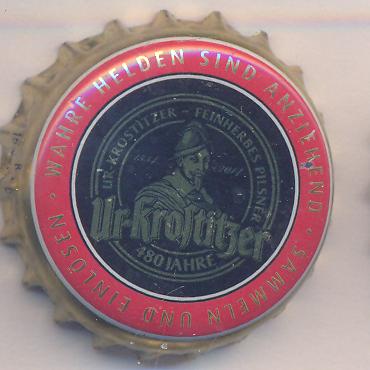 WAHRE HELDEN SIND ANZIEHEND · SAMMELN UND EINLÖSEN ·
UR-KROSTITZER - FEINHERBES PILSNER
Ur-Krostitzer
480 JAHRE